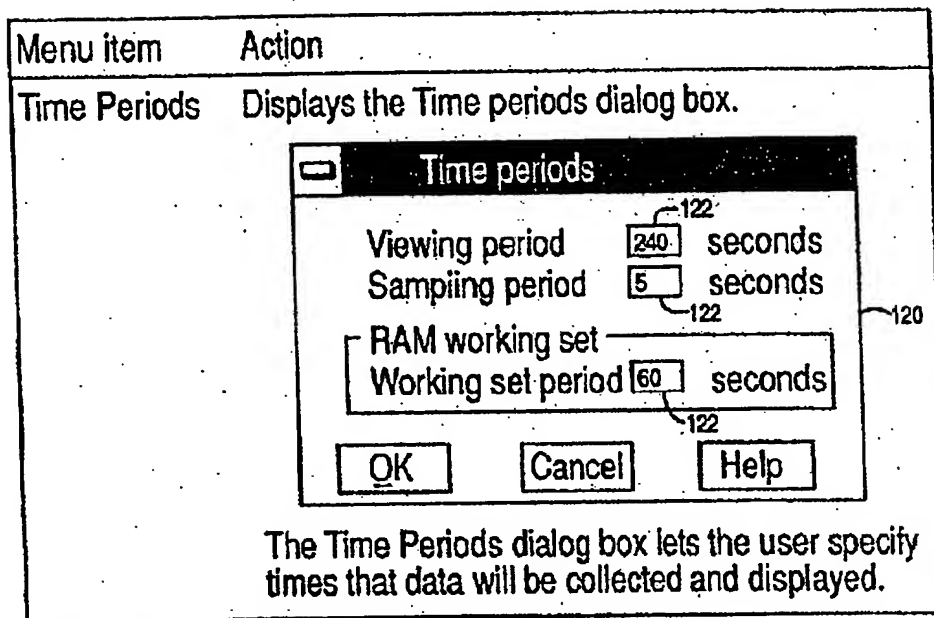 Menu item Action
Time Periods Displays the Time periods dialog box.
Time periods
122
Viewing period 240 seconds
Sampiing period 5 seconds
122
120
RAM working set
Working set period 60 seconds
122
OK Cancel Help
The Time Periods dialog box lets the user specify
times that data will be collected and displayed.